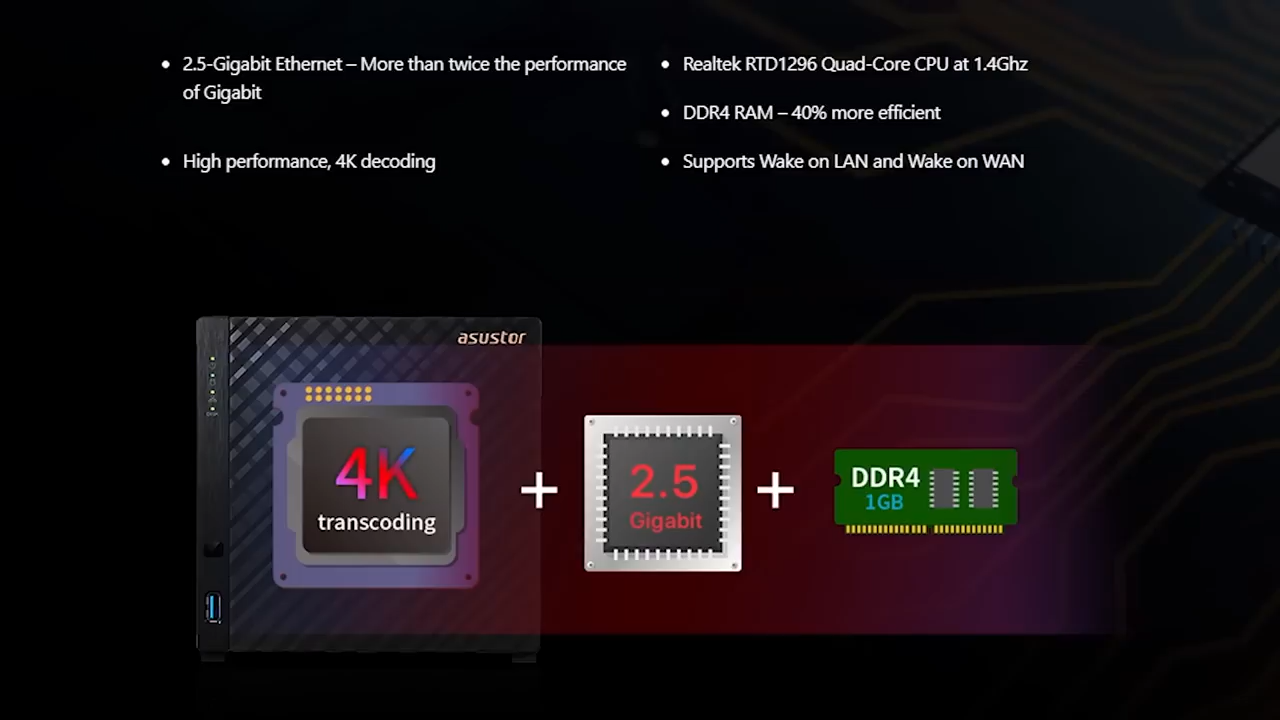 2.5-Gigabit Ethernet – More than twice the performance
of Gigabit
High performance, 4K decoding
Realtek RTD1296 Quad-Core CPU at 1.4Ghz
DDR4 RAM – 40% more efficient
Supports Wake on LAN and Wake on WAN
asustor
4K
transcoding
+
2.5
Gigabit
+
DDR4
1GB